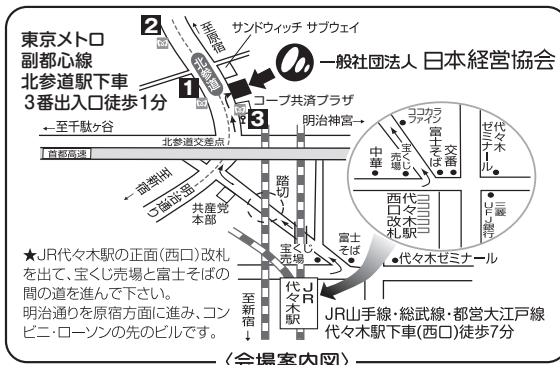 東京メトロ
副都心線
北参道駅下車
3番出入口徒歩1分
2
至原宿
サンドウィッチ サブウェイ
北参道
一般社団法人 日本経営協会
1
コープ共済プラザ
3
←至千駄ヶ谷
北参道交差点
明治神宮→
首都高速
至新宿
明治通り
共産党
本部
踏切
宝くじ
売場
富士
そば
代々木ゼミナール
JR
代々木駅
至新宿
ココカラ
ファイン
中華
宝くじ
売場
富士そば
交番
代々木
ゼミナール
代々木駅
西口改札
三菱
UFJ銀行
★JR代々木駅の正面(西口)改札
を出て、宝くじ売場と富士そばの
間の道を進んで下さい。
明治通りを原宿方面に進み、コン
ビニ・ローソンの先のビルです。
JR山手線・総武線・都営大江戸線
代々木駅下車(西口)徒歩7分
〈会場案内図〉